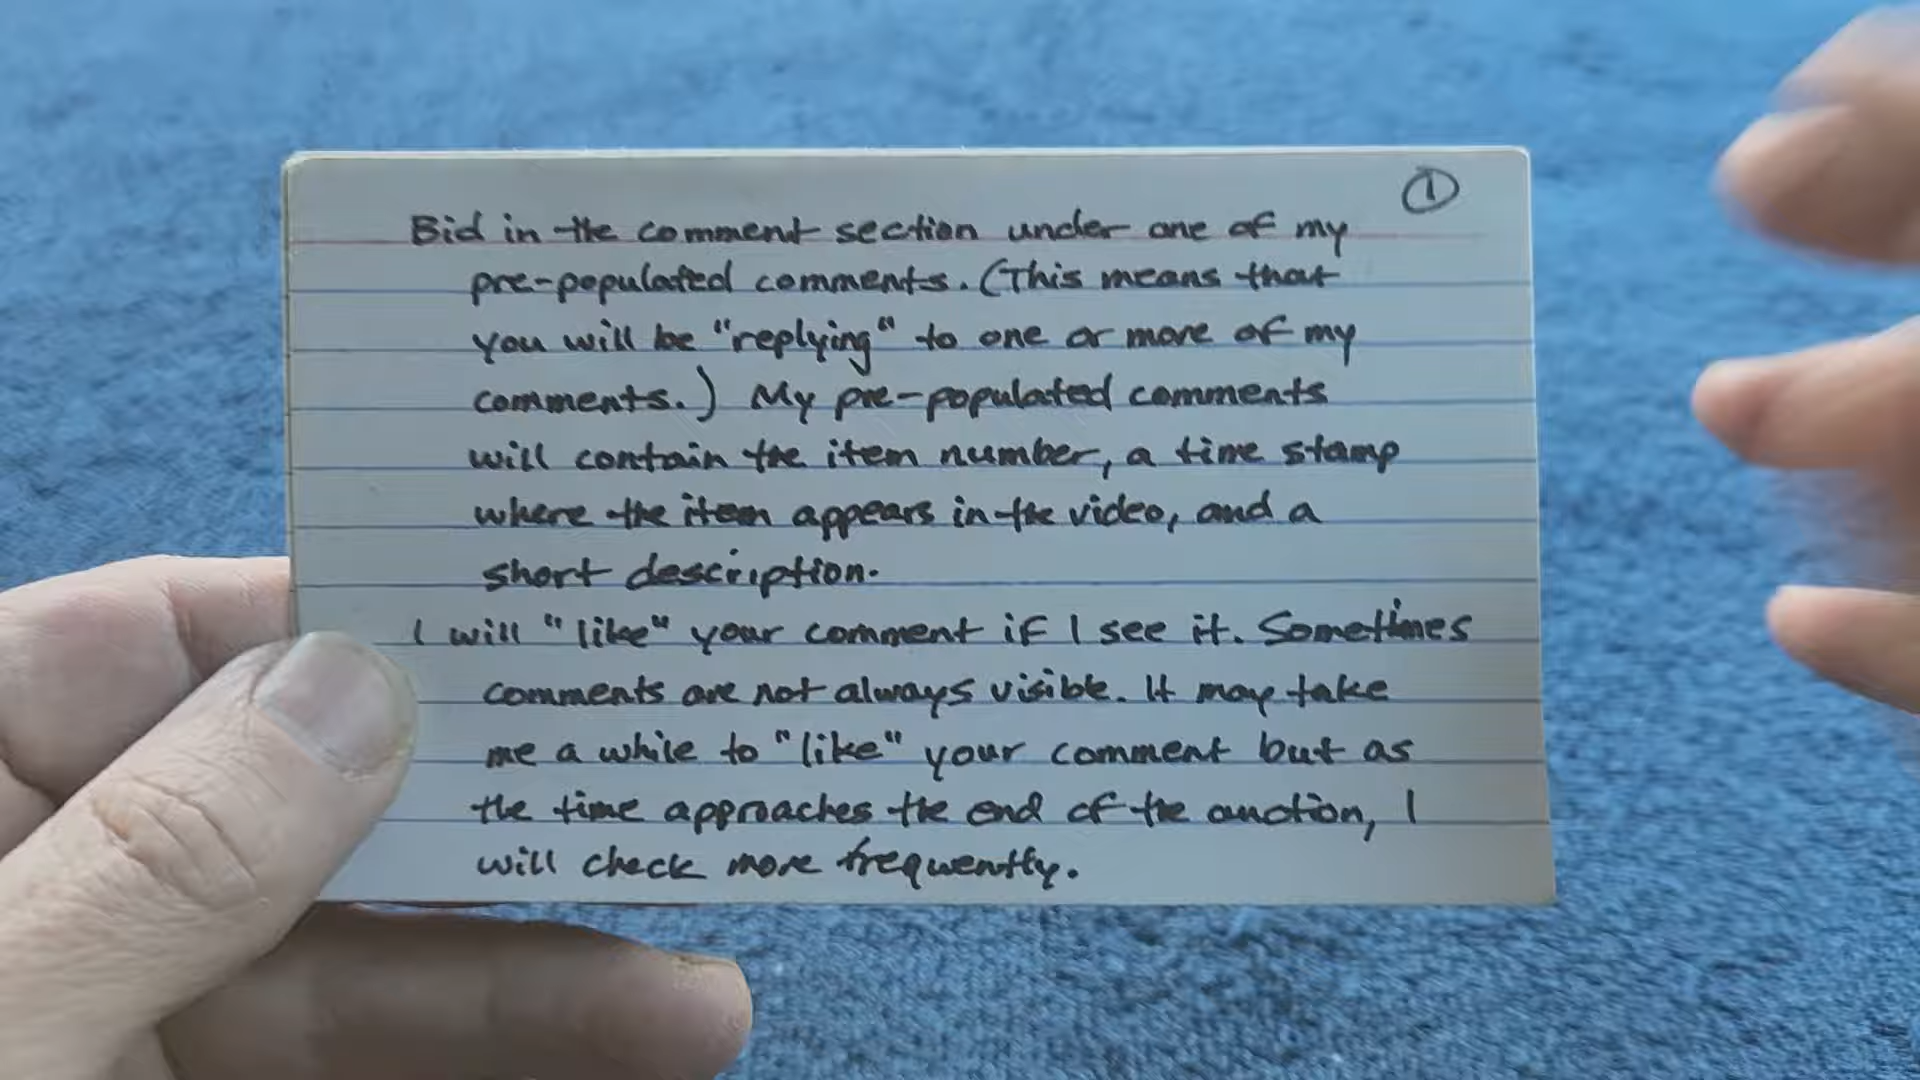 ①
Bid in the comment section under one of my
pre-populated comments. (This means that
you will be "replying" to one or more of my
comments.) My pre-populated comments
will contain the item number, a time stamp
where the item appears in the video, and a
short description.
I will "like" your comment if I see it. Sometimes
comments are not always visible. It may take
me a while to "like" your comment but as
the time approaches the end of the auction, I
will check more frequently.